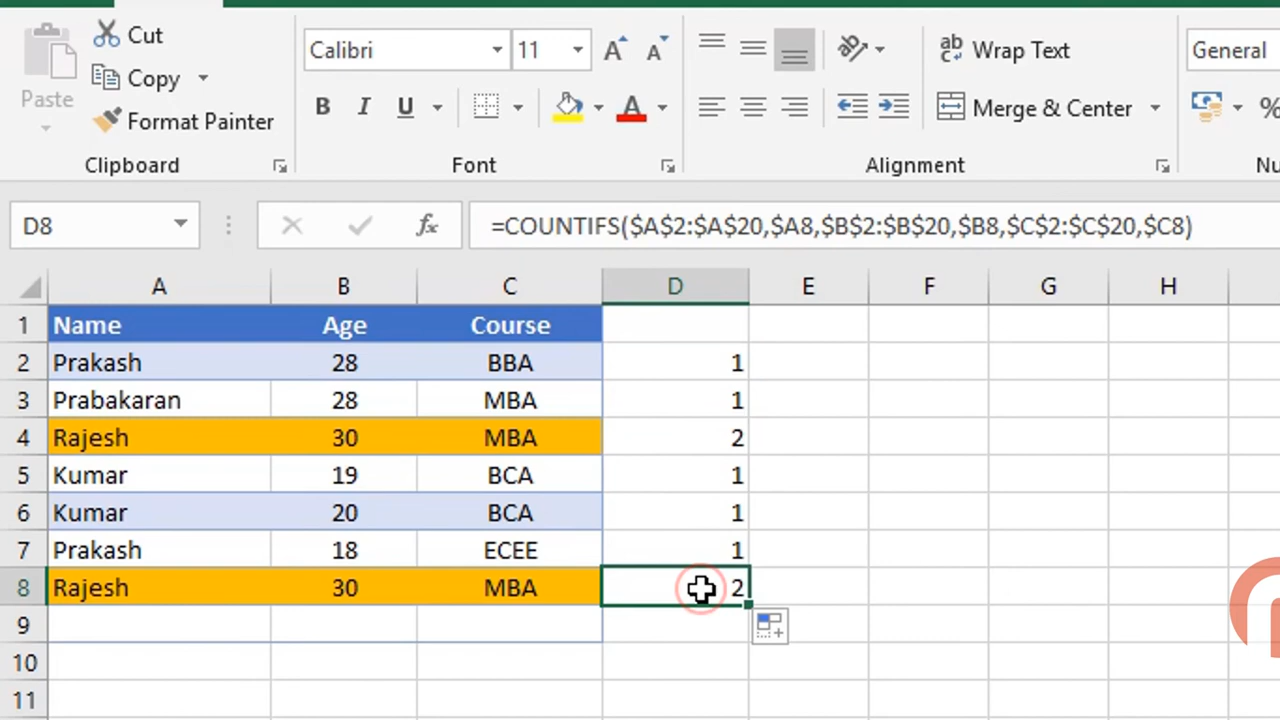 Cut
Copy
Paste
Format Painter
Clipboard
Calibri 11 A A
B I U A
Font
ab Wrap Text
Merge & Center
Alignment
General
%
Nu
D8 fx =COUNTIFS($A$2:$A$20,$A8,$B$2:$B$20,$B8,$C$2:$C$20,$C8)
A B C D E F G H
1 Name Age Course
2 Prakash 28 BBA 1
3 Prabakaran 28 MBA 1
4 Rajesh 30 MBA 2
5 Kumar 19 BCA 1
6 Kumar 20 BCA 1
7 Prakash 18 ECEE 1
8 Rajesh 30 MBA 2
9
10
11